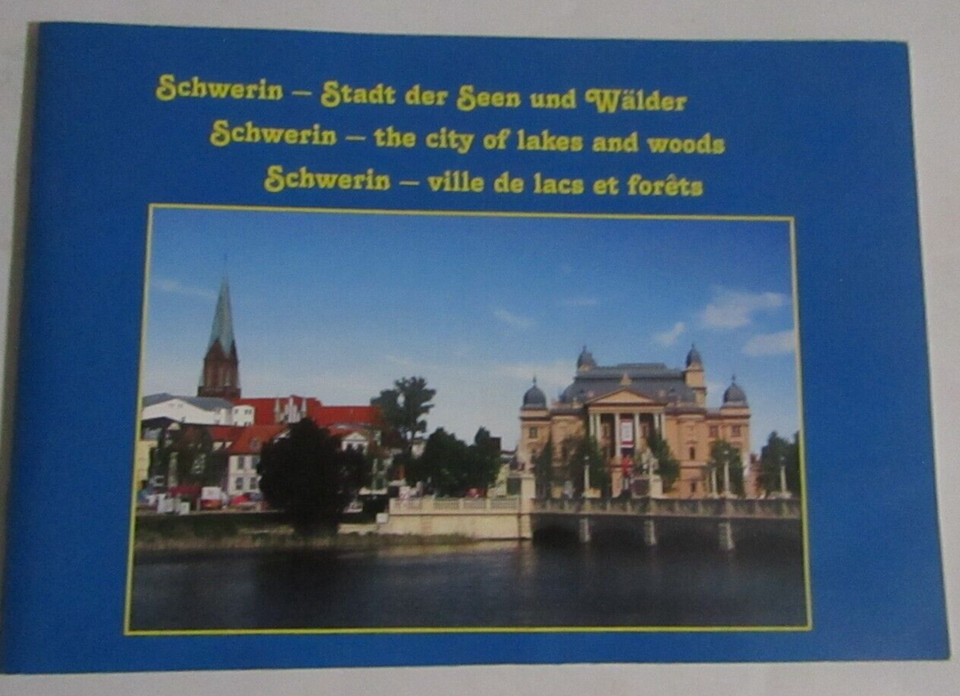 Schwerin – Stadt der Seen und Wälder
Schwerin – the city of lakes and woods
Schwerin – ville de lacs et forêts